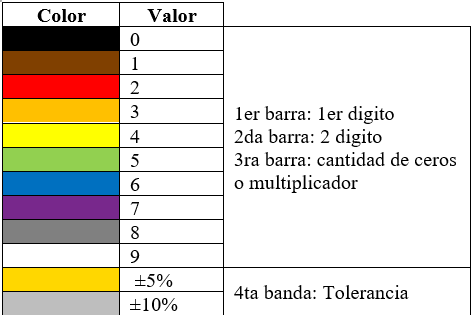 Color Valor
0
1
2
3
4
5
6
7
8
9
1er barra: 1er digito
2da barra: 2 digito
3ra barra: cantidad de ceros
o multiplicador
±5%
±10%
4ta banda: Tolerancia